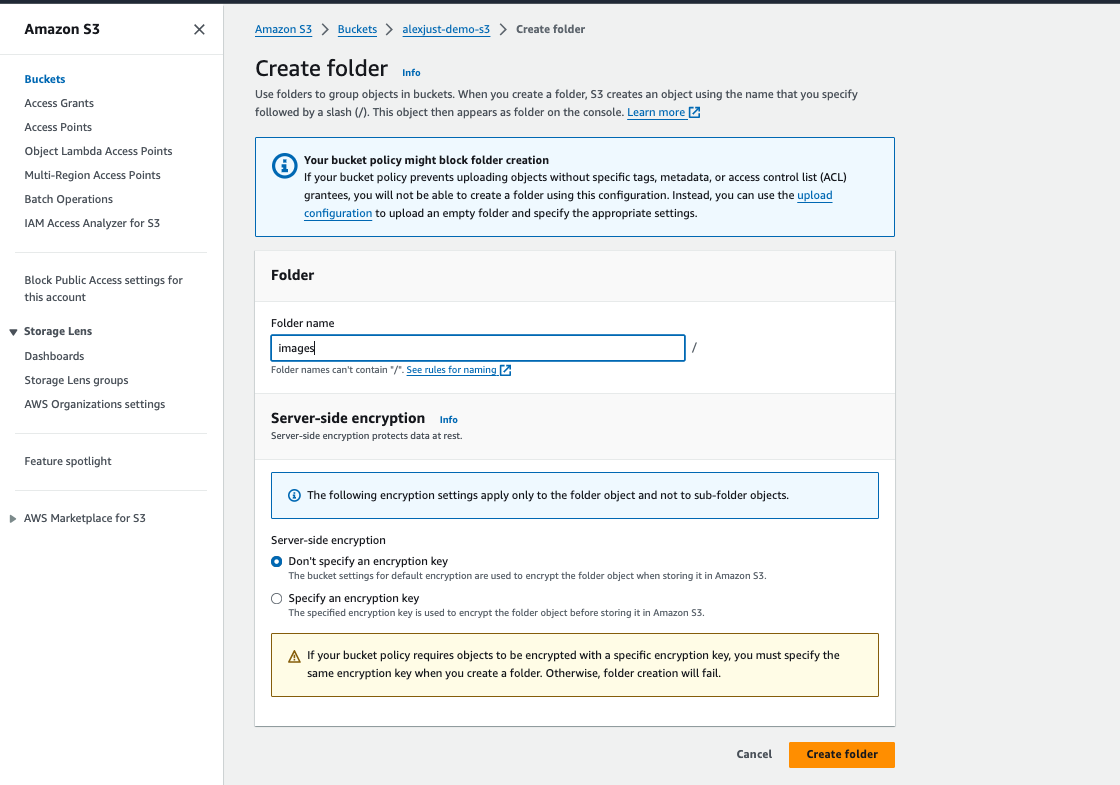 Amazon S3
Buckets
Access Grants
Access Points
Object Lambda Access Points
Multi-Region Access Points
Batch Operations
IAM Access Analyzer for S3
Block Public Access settings for
this account
Storage Lens
Dashboards
Storage Lens groups
AWS Organizations settings
Feature spotlight
AWS Marketplace for S3
Amazon S3 > Buckets > alexjust-demo-s3 > Create folder
Create folder Info
Use folders to group objects in buckets. When you create a folder, S3 creates an object using the name that you specify
followed by a slash (/). This object then appears as folder on the console. Learn more
Your bucket policy might block folder creation
If your bucket policy prevents uploading objects without specific tags, metadata, or access control list (ACL)
grantees, you will not be able to create a folder using this configuration. Instead, you can use the upload
configuration to upload an empty folder and specify the appropriate settings.
Folder
Folder name
images /
Folder names can't contain "/". See rules for naming
Server-side encryption Info
Server-side encryption protects data at rest.
The following encryption settings apply only to the folder object and not to sub-folder objects.
Server-side encryption
Don't specify an encryption key
The bucket settings for default encryption are used to encrypt the folder object when storing it in Amazon S3.
Specify an encryption key
The specified encryption key is used to encrypt the folder object before storing it in Amazon S3.
If your bucket policy requires objects to be encrypted with a specific encryption key, you must specify the
same encryption key when you create a folder. Otherwise, folder creation will fail.
Cancel
Create folder